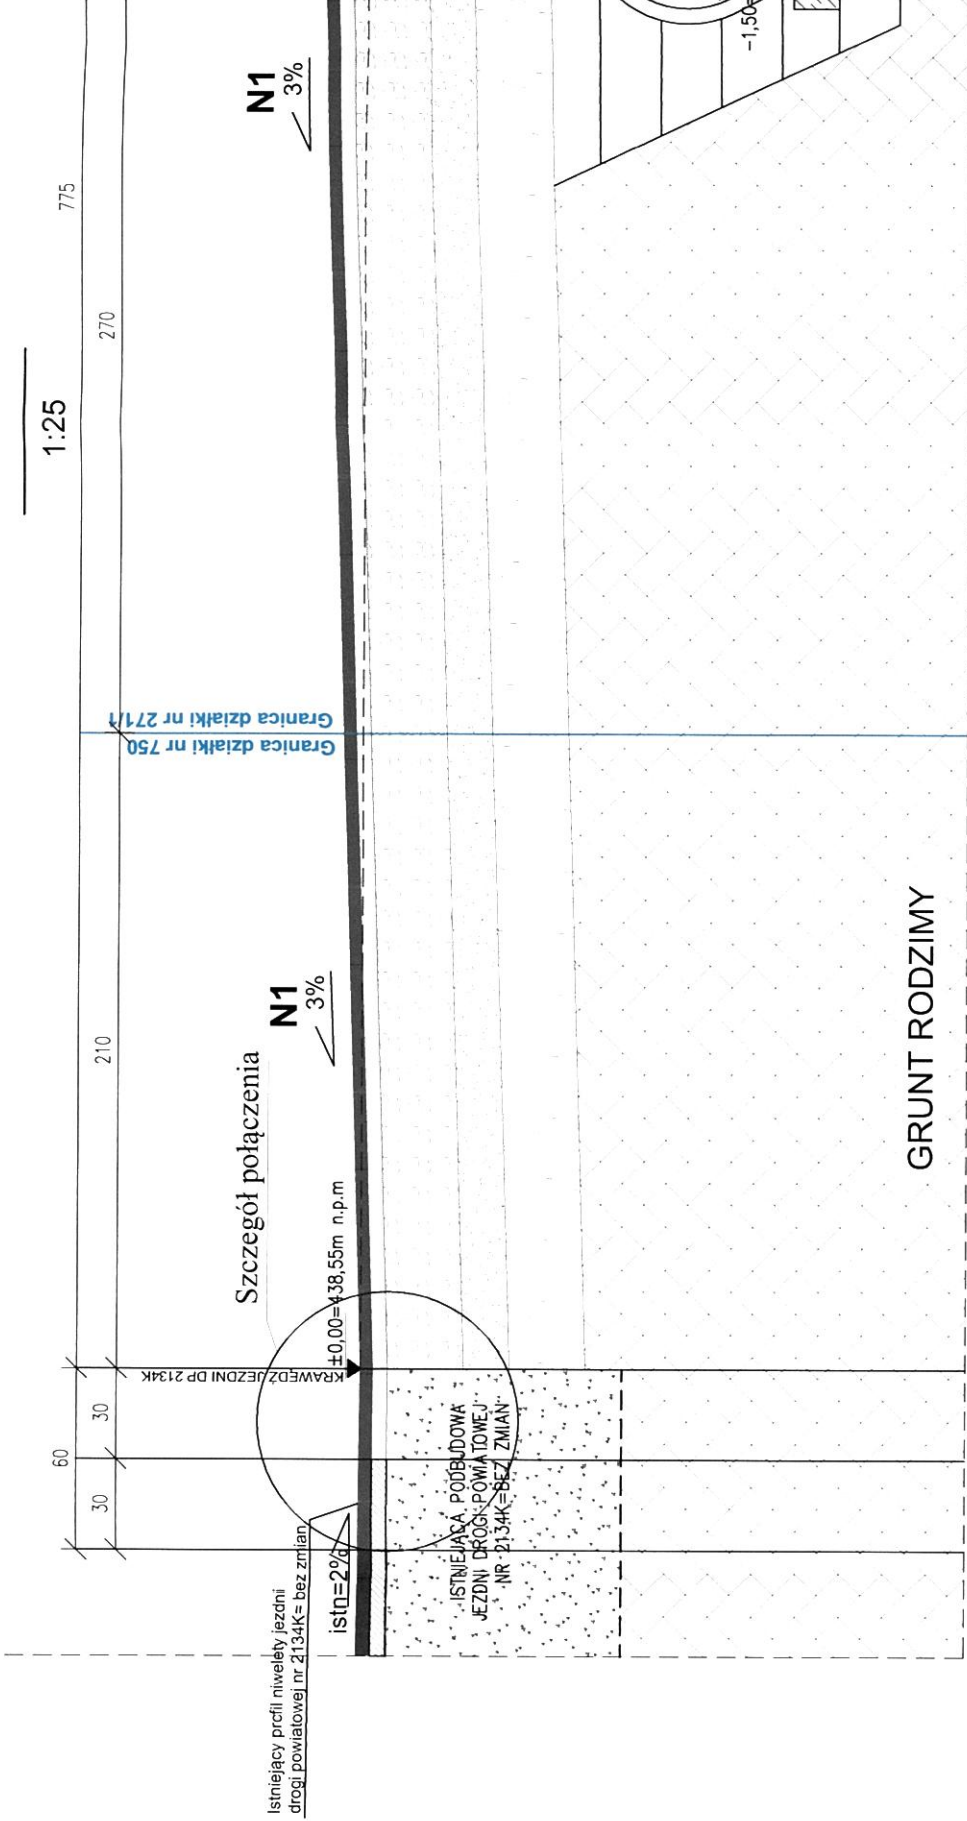 1:25
775
60
270
210
30
30
N1
3%
N1
3%
Granica działki nr 271/1
Granica działki nr 750
Szczegół połączenia
KRAWĘDŹ JEZDNI DP 2134K
±0,00=438,55m n.p.m
Istniejący profil niwelety jezdni
drogi powiatowej nr 2134K= bez zmian
istn=2%
ISTNIEJĄCA PODBUDOWA
JEZDNI DROGI POWIATOWEJ
NR 2134K=BEZ ZMIAN
GRUNT RODZIMY
-1,50=